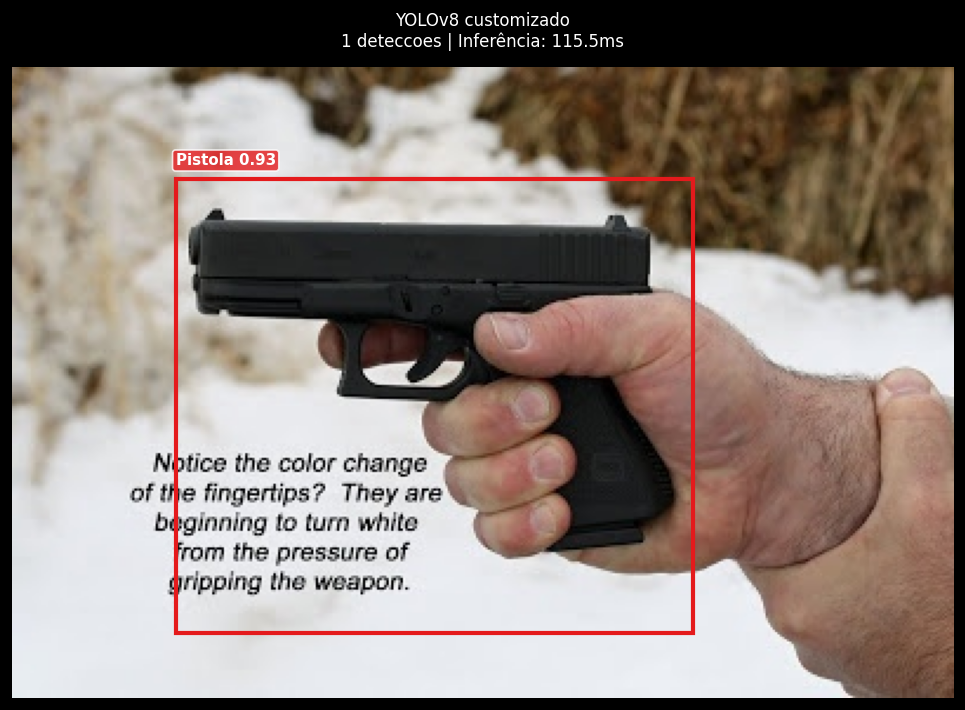 YOLOv8 customizado
1 deteccoes | Inferência: 115.5ms
Pistola 0.93
Notice the color change
of the fingertips? They are
beginning to turn white
from the pressure of
gripping the weapon.